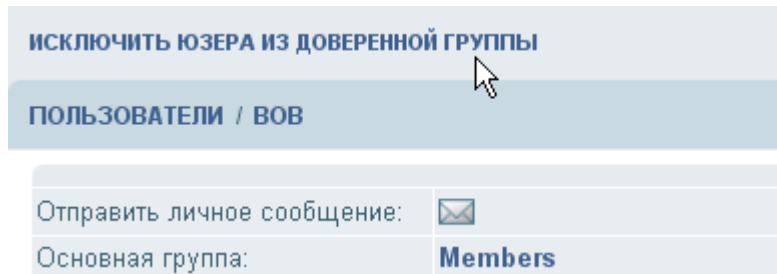 ИСКЛЮЧИТЬ ЮЗЕРА ИЗ ДОВЕРЕННОЙ ГРУППЫ
ПОЛЬЗОВАТЕЛИ / BOB
Отправить личное сообщение:
Основная группа: Members